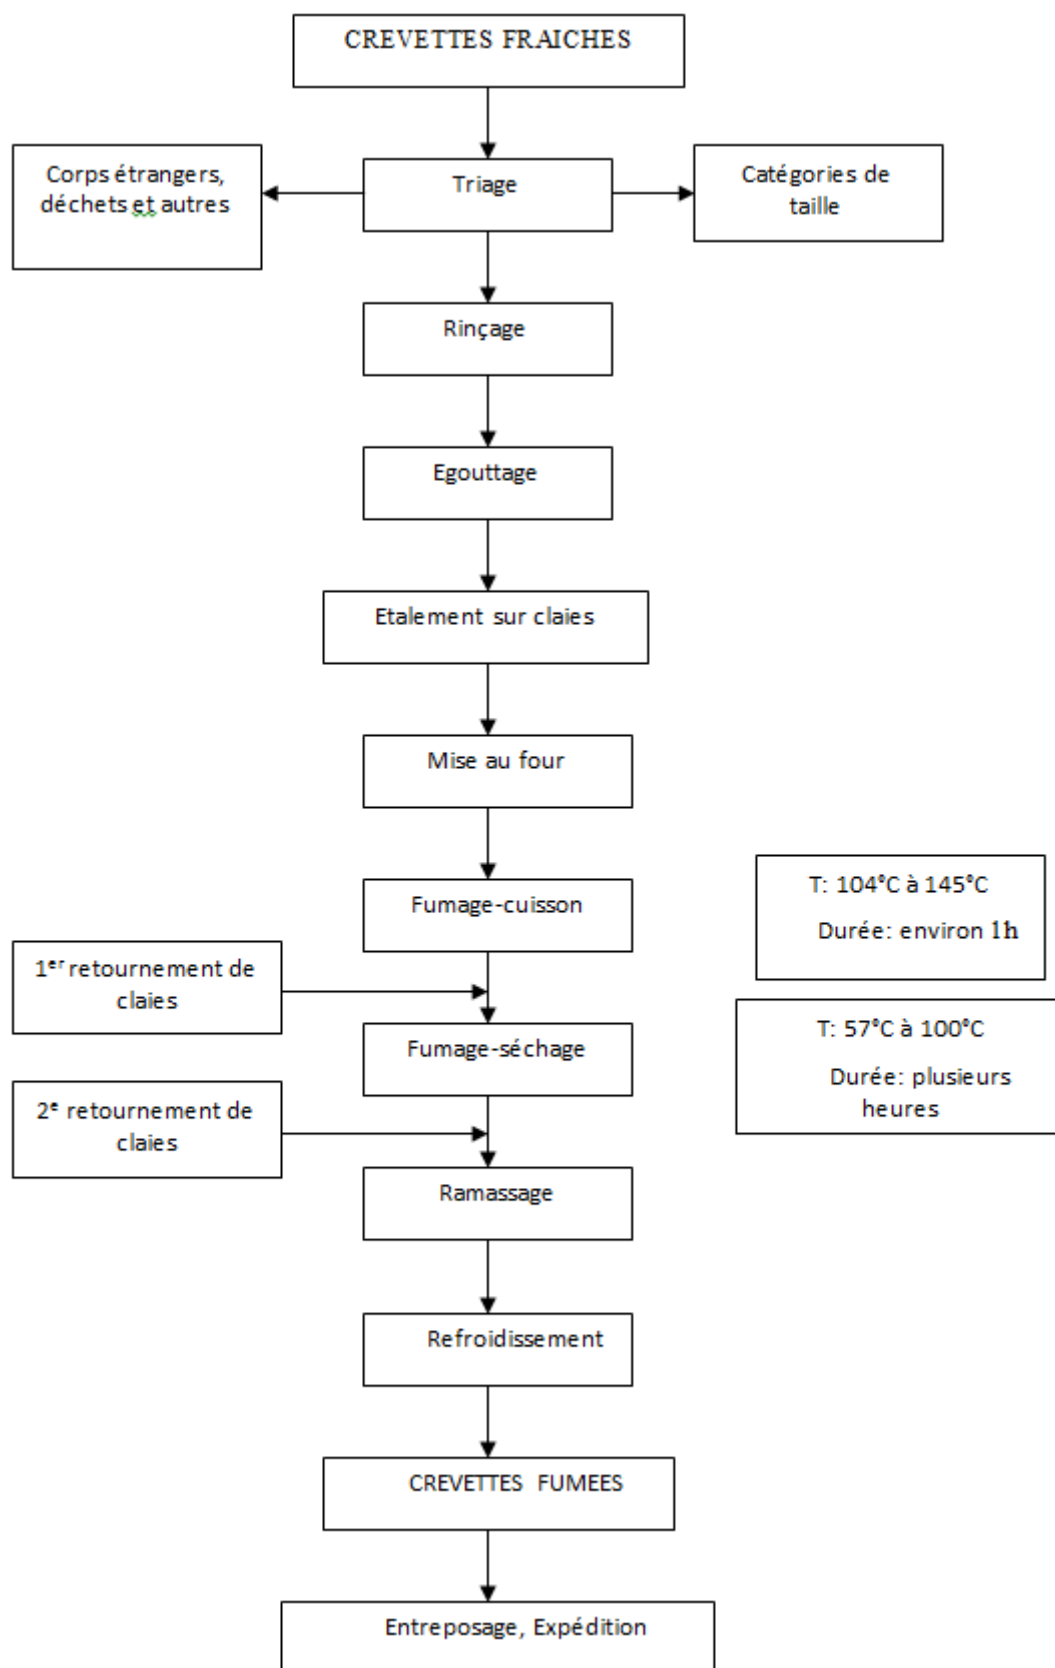 CREVETTES FRAICHES
Corps étrangers,
déchets et autres
Triage
Catégories de
taille
Rinçage
Egouttage
Etalement sur claies
Mise au four
Fumage-cuisson
T: 104°C à 145°C
Durée: environ 1h
1er retournement de
claies
Fumage-séchage
T: 57°C à 100°C
Durée: plusieurs
heures
2e retournement de
claies
Ramassage
Refroidissement
CREVETTES FUMEES
Entreposage, Expédition